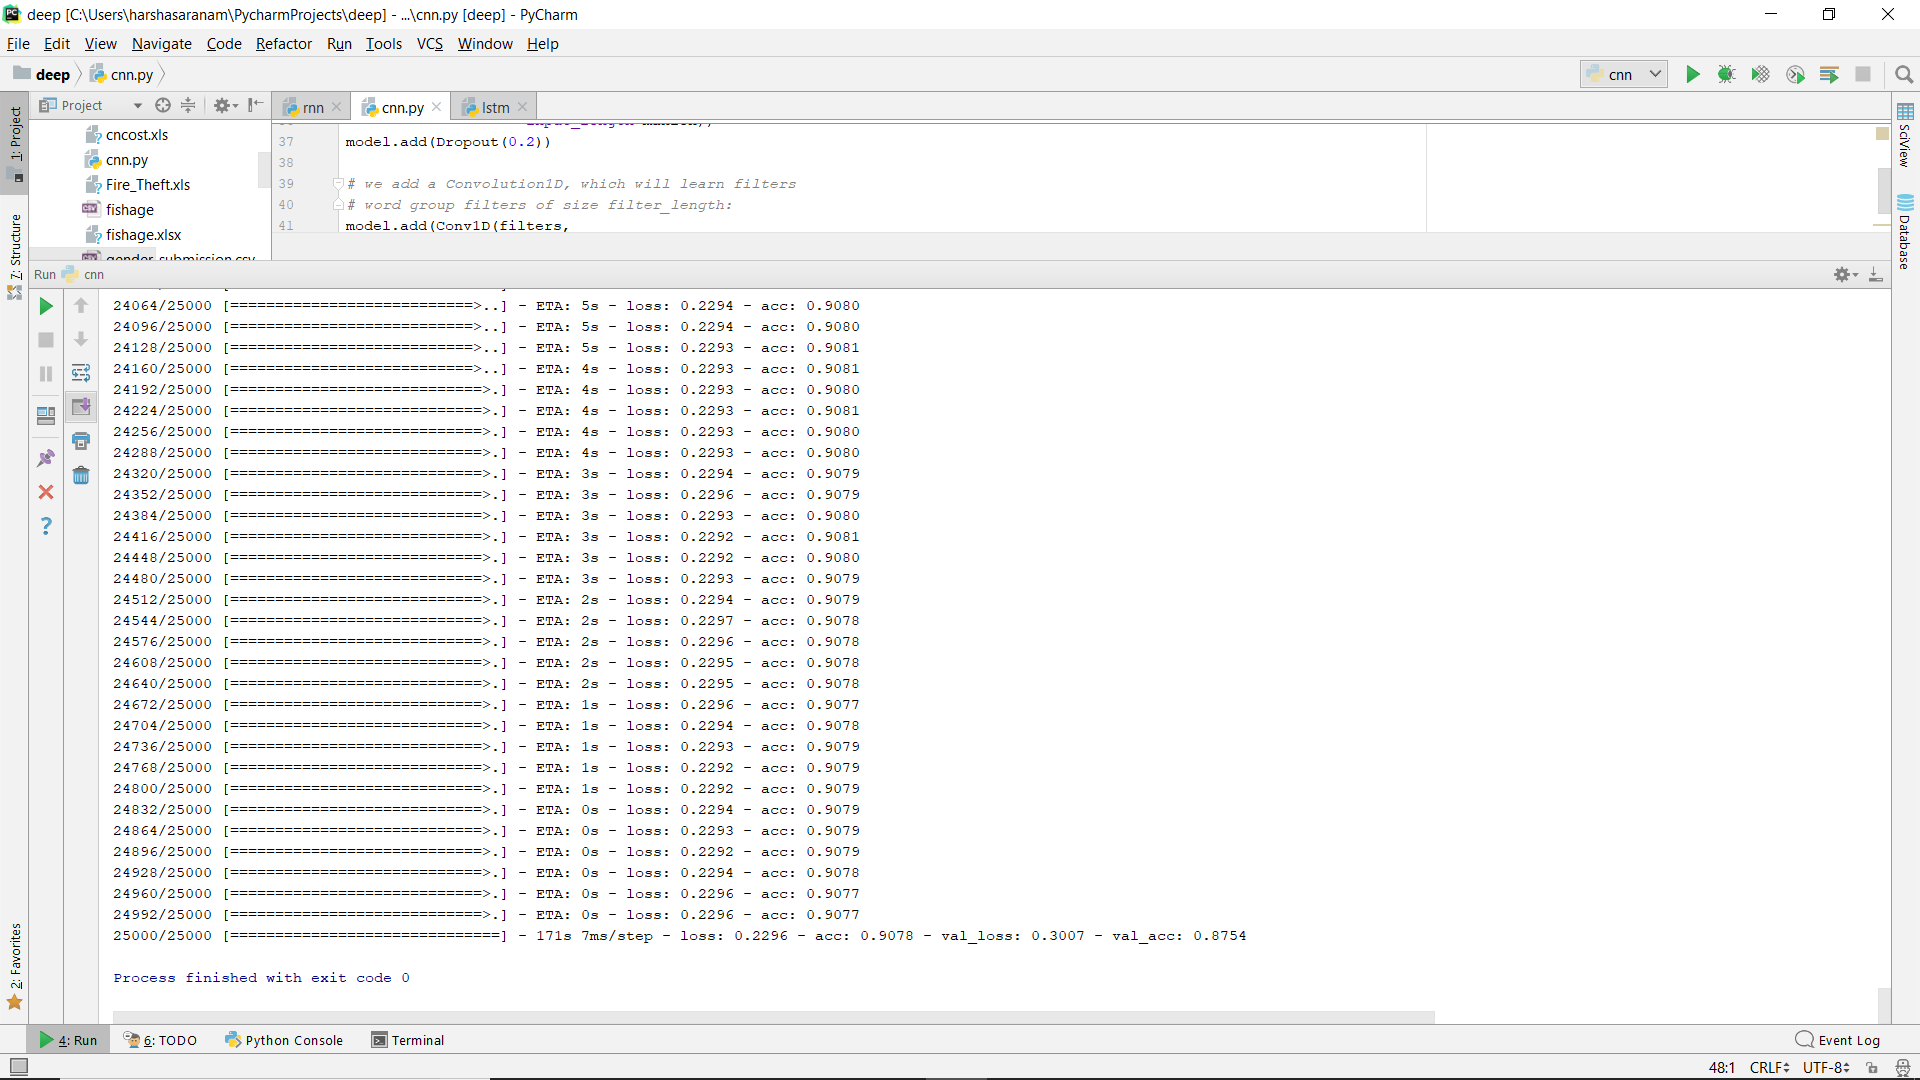 deep [C:\Users\harshasaranam\PycharmProjects\deep] - ...\cnn.py [deep] - PyCharm
File Edit View Navigate Code Refactor Run Tools VCS Window Help
deep cnn.py cnn
1: Project
7: Structure
2: Favorites
Project
rnn cnn.py lstm
cncost.xls
cnn.py
Fire_Theft.xls
fishage
fishage.xlsx
gender_submission.csv
37 model.add(Dropout(0.2))
38
39 # we add a Convolution1D, which will learn filters
40 # word group filters of size filter_length:
41 model.add(Conv1D(filters,
SciView
Database
Run cnn
24064/25000 [===========================>..] - ETA: 5s - loss: 0.2294 - acc: 0.9080
24096/25000 [===========================>..] - ETA: 5s - loss: 0.2294 - acc: 0.9080
24128/25000 [===========================>..] - ETA: 5s - loss: 0.2293 - acc: 0.9081
24160/25000 [===========================>..] - ETA: 4s - loss: 0.2293 - acc: 0.9081
24192/25000 [============================>.] - ETA: 4s - loss: 0.2293 - acc: 0.9080
24224/25000 [============================>.] - ETA: 4s - loss: 0.2293 - acc: 0.9081
24256/25000 [============================>.] - ETA: 4s - loss: 0.2293 - acc: 0.9080
24288/25000 [============================>.] - ETA: 4s - loss: 0.2293 - acc: 0.9080
24320/25000 [============================>.] - ETA: 3s - loss: 0.2294 - acc: 0.9079
24352/25000 [============================>.] - ETA: 3s - loss: 0.2296 - acc: 0.9079
24384/25000 [============================>.] - ETA: 3s - loss: 0.2293 - acc: 0.9080
24416/25000 [============================>.] - ETA: 3s - loss: 0.2292 - acc: 0.9081
24448/25000 [============================>.] - ETA: 3s - loss: 0.2292 - acc: 0.9080
24480/25000 [============================>.] - ETA: 3s - loss: 0.2293 - acc: 0.9079
24512/25000 [============================>.] - ETA: 2s - loss: 0.2294 - acc: 0.9079
24544/25000 [============================>.] - ETA: 2s - loss: 0.2297 - acc: 0.9078
24576/25000 [============================>.] - ETA: 2s - loss: 0.2296 - acc: 0.9078
24608/25000 [============================>.] - ETA: 2s - loss: 0.2295 - acc: 0.9078
24640/25000 [============================>.] - ETA: 2s - loss: 0.2295 - acc: 0.9078
24672/25000 [============================>.] - ETA: 1s - loss: 0.2296 - acc: 0.9077
24704/25000 [============================>.] - ETA: 1s - loss: 0.2294 - acc: 0.9078
24736/25000 [============================>.] - ETA: 1s - loss: 0.2293 - acc: 0.9079
24768/25000 [============================>.] - ETA: 1s - loss: 0.2292 - acc: 0.9079
24800/25000 [============================>.] - ETA: 1s - loss: 0.2292 - acc: 0.9079
24832/25000 [============================>.] - ETA: 0s - loss: 0.2294 - acc: 0.9079
24864/25000 [============================>.] - ETA: 0s - loss: 0.2293 - acc: 0.9079
24896/25000 [============================>.] - ETA: 0s - loss: 0.2292 - acc: 0.9079
24928/25000 [============================>.] - ETA: 0s - loss: 0.2294 - acc: 0.9078
24960/25000 [============================>.] - ETA: 0s - loss: 0.2296 - acc: 0.9077
24992/25000 [============================>.] - ETA: 0s - loss: 0.2296 - acc: 0.9077
25000/25000 [==============================] - 171s 7ms/step - loss: 0.2296 - acc: 0.9078 - val_loss: 0.3007 - val_acc: 0.8754
Process finished with exit code 0
4: Run 6: TODO Python Console Terminal Event Log
48:1 CRLF UTF-8